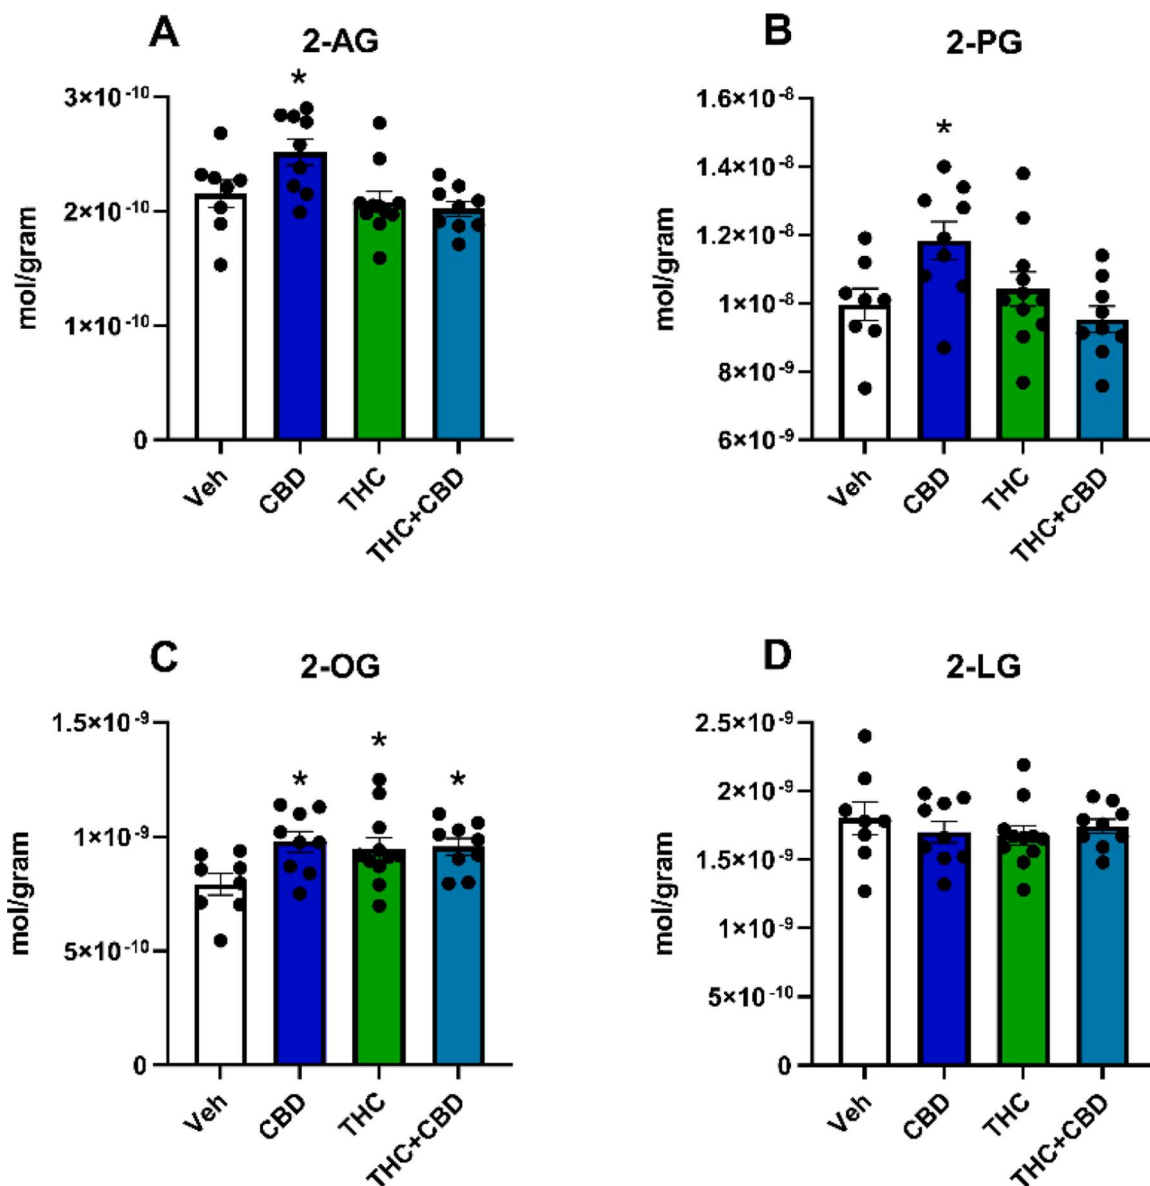 A
2-AG
*
3×10⁻¹⁰
2×10⁻¹⁰
1×10⁻¹⁰
0
mol/gram
Veh
CBD
THC
THC+CBD
B
2-PG
*
1.6×10⁻⁸
1.4×10⁻⁸
1.2×10⁻⁸
1×10⁻⁸
8×10⁻⁹
6×10⁻⁹
mol/gram
Veh
CBD
THC
THC+CBD
C
2-OG
*
*
*
1.5×10⁻⁹
1×10⁻⁹
5×10⁻¹⁰
0
mol/gram
Veh
CBD
THC
THC+CBD
D
2-LG
2.5×10⁻⁹
2×10⁻⁹
1.5×10⁻⁹
1×10⁻⁹
5×10⁻¹⁰
0
mol/gram
Veh
CBD
THC
THC+CBD